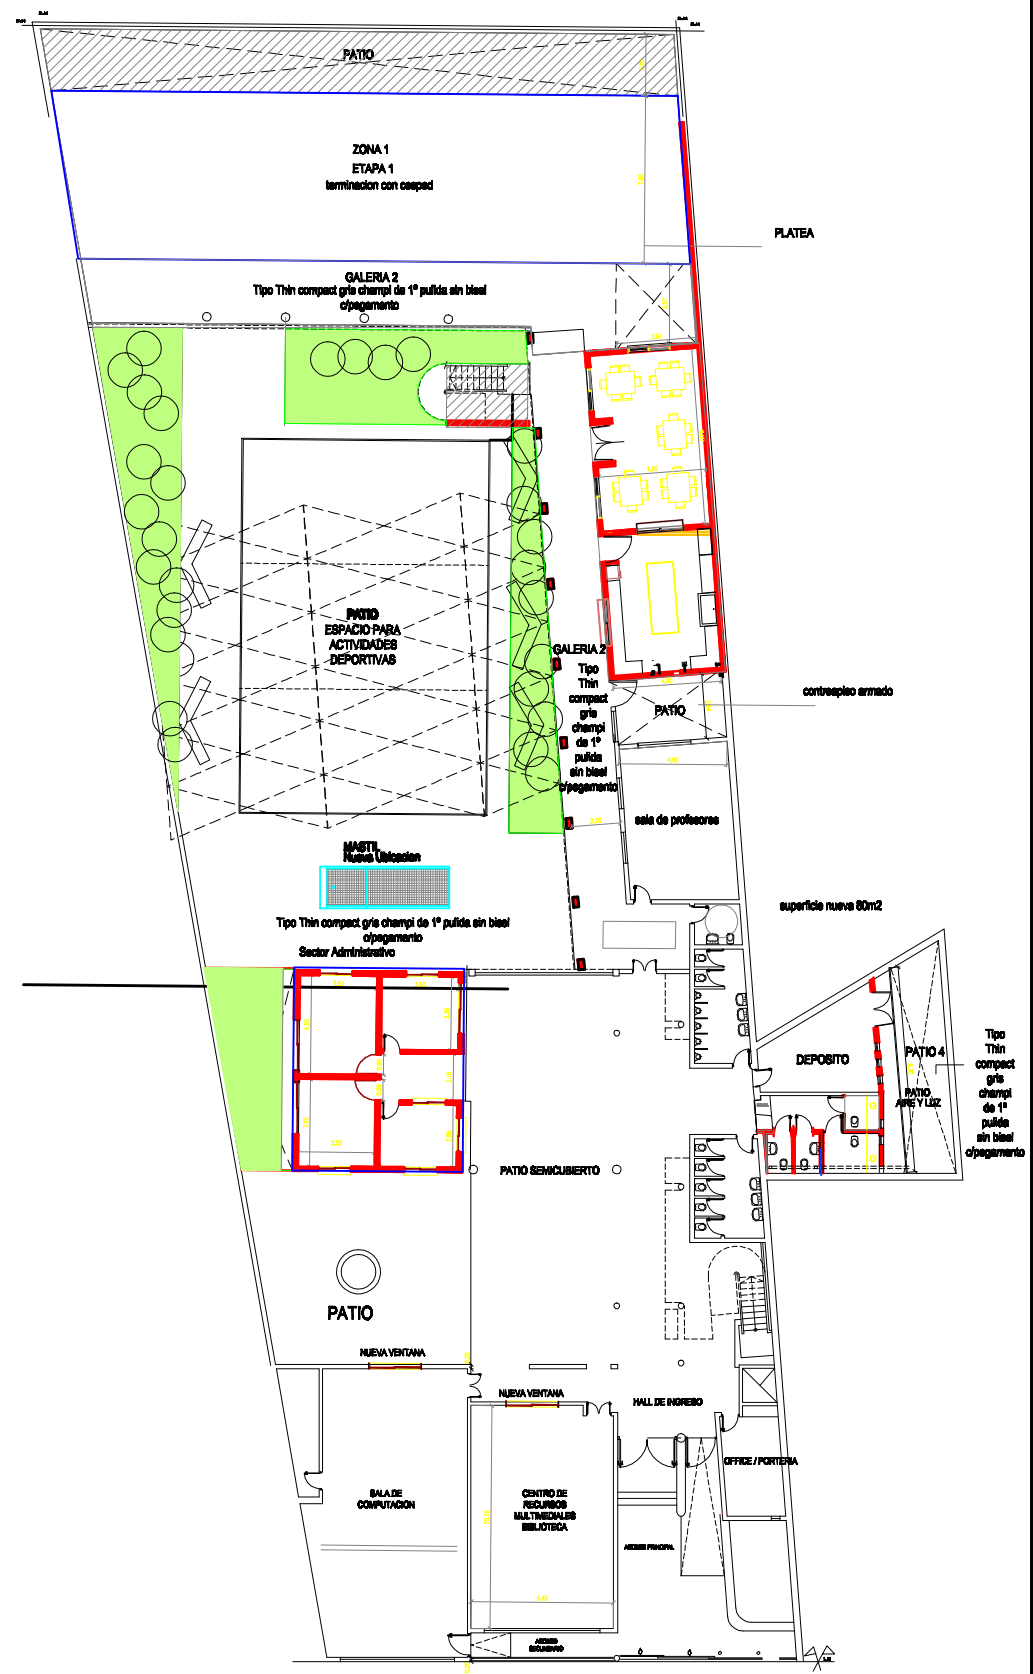 PATIO
ZONA 1
ETAPA 1
terminacion con cesped
PLATEA
GALERIA 2
Tipo Thin compact gris champi de 1º pulida sin bisel
c/pegamento
PATIO
ESPACIO PARA
ACTIVIDADES
DEPORTIVAS
GALERIA 2
Tipo
Thin
compact
gris
champi
de 1º
pulida
sin bisel
c/pegamento
contrapiso armado
PATIO
sala de profesores
MASTIL
Nueva Ubicacion
superficie nueva 80m2
Tipo Thin compact gris champi de 1º pulida sin bisel
c/pegamento
Sector Administrativo
DEPOSITO
PATIO 4
PATIO
AIRE Y LUZ
Tipo
Thin
compact
gris
champi
de 1º
pulida
sin bisel
c/pegamento
PATIO SEMICUBIERTO
PATIO
NUEVA VENTANA
NUEVA VENTANA
HALL DE INGRESO
OFFICE / PORTERIA
SALA DE
COMPUTACION
CENTRO DE
RECURSOS
MULTIMEDIALES
BIBLIOTECA
ACCESO PRINCIPAL
ACCESO
SECUNDARIO